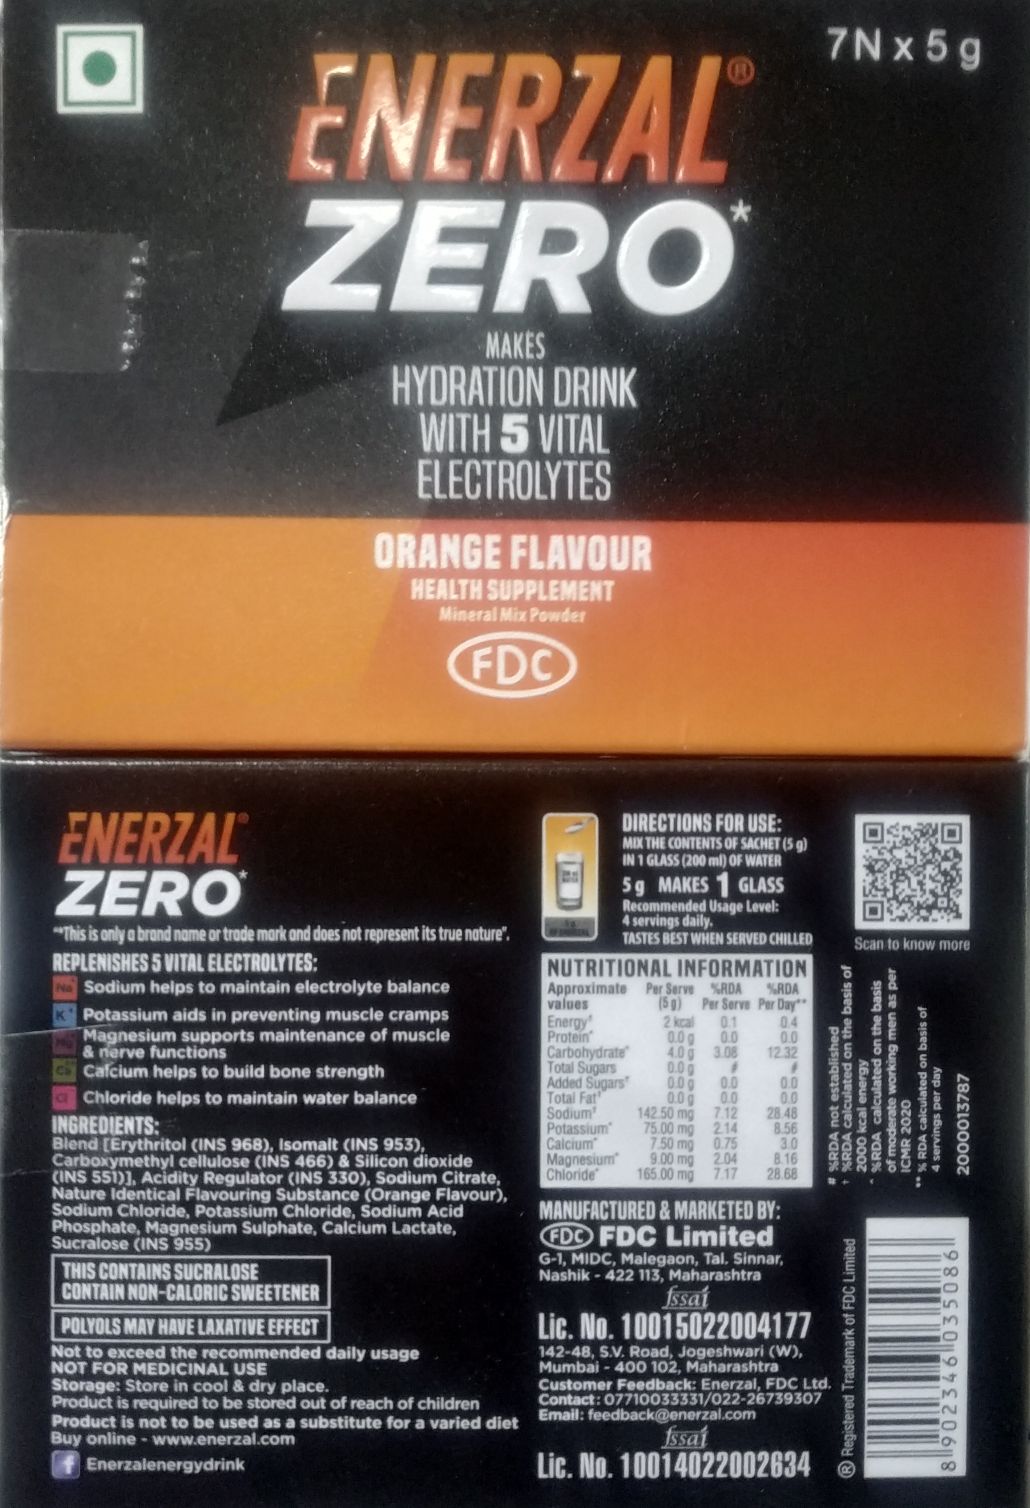 7N x 5 g
ENERZAL®
ZERO*
MAKES
HYDRATION DRINK
WITH 5 VITAL
ELECTROLYTES
ORANGE FLAVOUR
HEALTH SUPPLEMENT
Mineral Mix Powder
FDC
ENERZAL®
ZERO*
"*This is only a brand name or trade mark and does not represent its true nature".
REPLENISHES 5 VITAL ELECTROLYTES:
Na+ Sodium helps to maintain electrolyte balance
K+ Potassium aids in preventing muscle cramps
Magnesium supports maintenance of muscle
& nerve functions
Calcium helps to build bone strength
Cl Chloride helps to maintain water balance
INGREDIENTS:
Blend [Erythritol (INS 968), Isomalt (INS 953),
Carboxymethyl cellulose (INS 466) & Silicon dioxide
(INS 551)], Acidity Regulator (INS 330), Sodium Citrate,
Nature Identical Flavouring Substance (Orange Flavour),
Sodium Chloride, Potassium Chloride, Sodium Acid
Phosphate, Magnesium Sulphate, Calcium Lactate,
Sucralose (INS 955)
THIS CONTAINS SUCRALOSE
CONTAIN NON-CALORIC SWEETENER
POLYOLS MAY HAVE LAXATIVE EFFECT
Not to exceed the recommended daily usage
NOT FOR MEDICINAL USE
Storage: Store in cool & dry place.
Product is required to be stored out of reach of children
Product is not to be used as a substitute for a varied diet
Buy online - www.enerzal.com
f Enerzalenergydrink
DIRECTIONS FOR USE:
MIX THE CONTENTS OF SACHET (5 g)
IN 1 GLASS (200 ml) OF WATER
5 g MAKES 1 GLASS
Recommended Usage Level:
4 servings daily.
TASTES BEST WHEN SERVED CHILLED
Scan to know more
NUTRITIONAL INFORMATION
Approximate Per Serve %RDA %RDA
values (5 g) Per Serve Per Day**
Energy† 2 kcal 0.1 0.4
Protein^ 0.0 g 0.0 0.0
Carbohydrate^ 4.0 g 3.08 12.32
Total Sugars 0.0 g # #
Added Sugars† 0.0 g 0.0 0.0
Total Fat† 0.0 g 0.0 0.0
Sodium† 142.50 mg 7.12 28.48
Potassium^ 75.00 mg 2.14 8.56
Calcium^ 7.50 mg 0.75 3.0
Magnesium^ 9.00 mg 2.04 8.16
Chloride^ 165.00 mg 7.17 28.68
# %RDA not established
† %RDA calculated on the basis of
2000 kcal energy
^ %RDA calculated on the basis
of moderate working men as per
ICMR 2020
** % RDA calculated on basis of
4 servings per day
2000013787
MANUFACTURED & MARKETED BY:
FDC FDC Limited
G-1, MIDC, Malegaon, Tal. Sinnar,
Nashik - 422 113, Maharashtra
fssai
Lic. No. 10015022004177
142-48, S.V. Road, Jogeshwari (W),
Mumbai - 400 102, Maharashtra
Customer Feedback: Enerzal, FDC Ltd.
Contact: 07710033331/022-26739307
Email: feedback@enerzal.com
fssai
Lic. No. 10014022002634
® Registered Trademark of FDC Limited
8 902346 035086